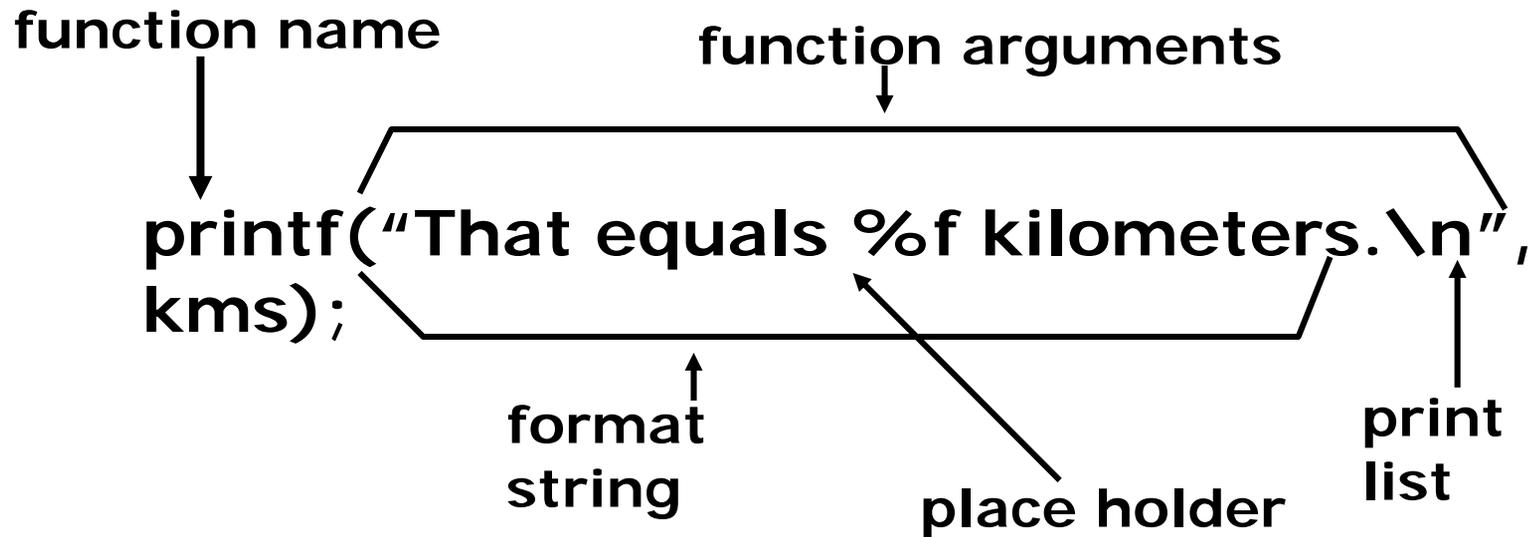 function name
function arguments
printf(“That equals %f kilometers.\n”,
kms);
format
string
place holder
print
list